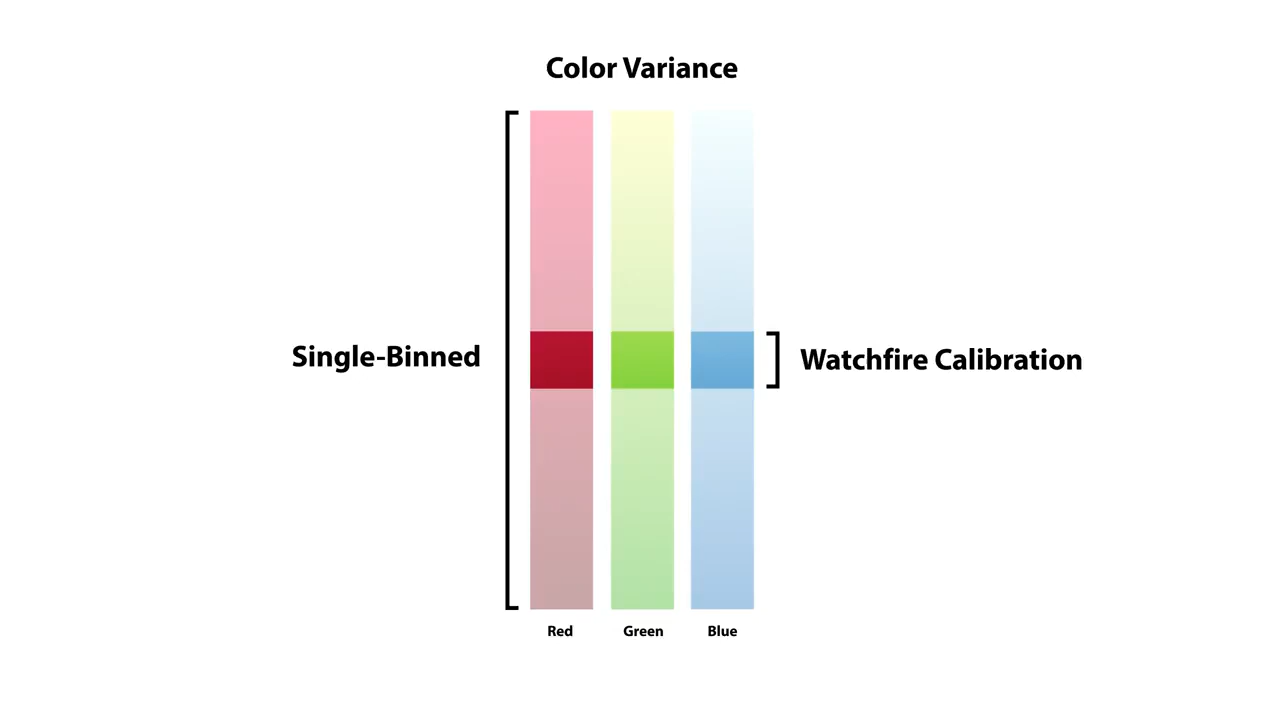 Color Variance
Single-Binned
Watchfire Calibration
Red
Green
Blue